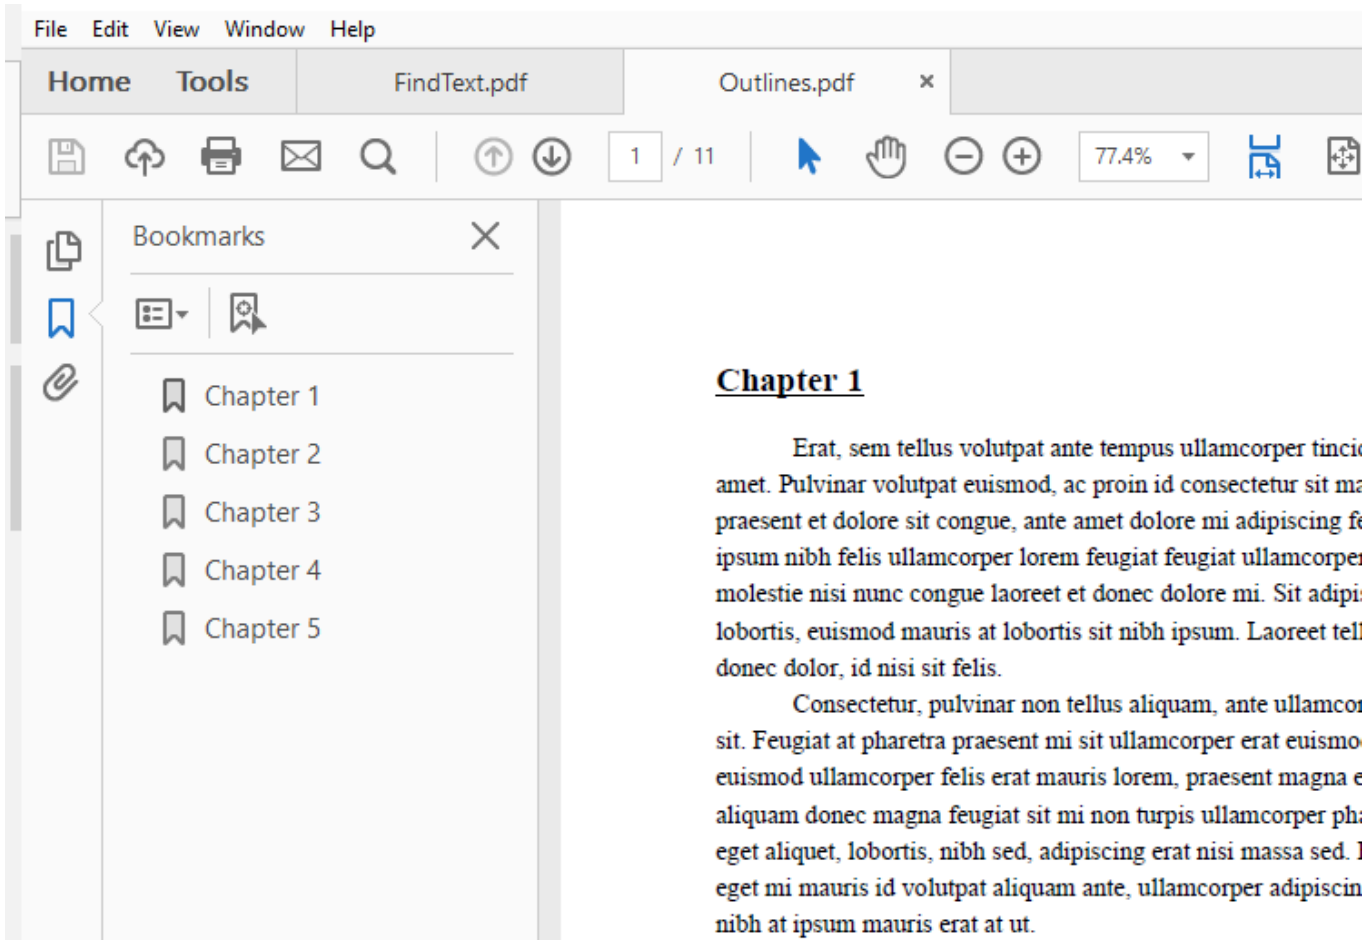 File Edit View Window Help
Home Tools FindText.pdf Outlines.pdf ×
1 / 11 77.4%
Bookmarks
Chapter 1
Chapter 2
Chapter 3
Chapter 4
Chapter 5
Chapter 1
Erat, sem tellus volutpat ante tempus ullamcorper
amet. Pulvinar volutpat euismod, ac proin id consectetur sit
praesent et dolore sit congue, ante amet dolore mi adipiscing
ipsum nibh felis ullamcorper lorem feugiat feugiat ullamcorper
molestie nisi nunc congue laoreet et donec dolore mi. Sit
lobortis, euismod mauris at lobortis sit nibh ipsum. Laoreet
donec dolor, id nisi sit felis.
Consectetur, pulvinar non tellus aliquam, ante
sit. Feugiat at pharetra praesent mi sit ullamcorper erat
euismod ullamcorper felis erat mauris lorem, praesent magna
aliquam donec magna feugiat sit mi non turpis ullamcorper
eget aliquet, lobortis, nibh sed, adipiscing erat nisi massa sed.
eget mi mauris id volutpat aliquam ante, ullamcorper
nibh at ipsum mauris erat at ut.